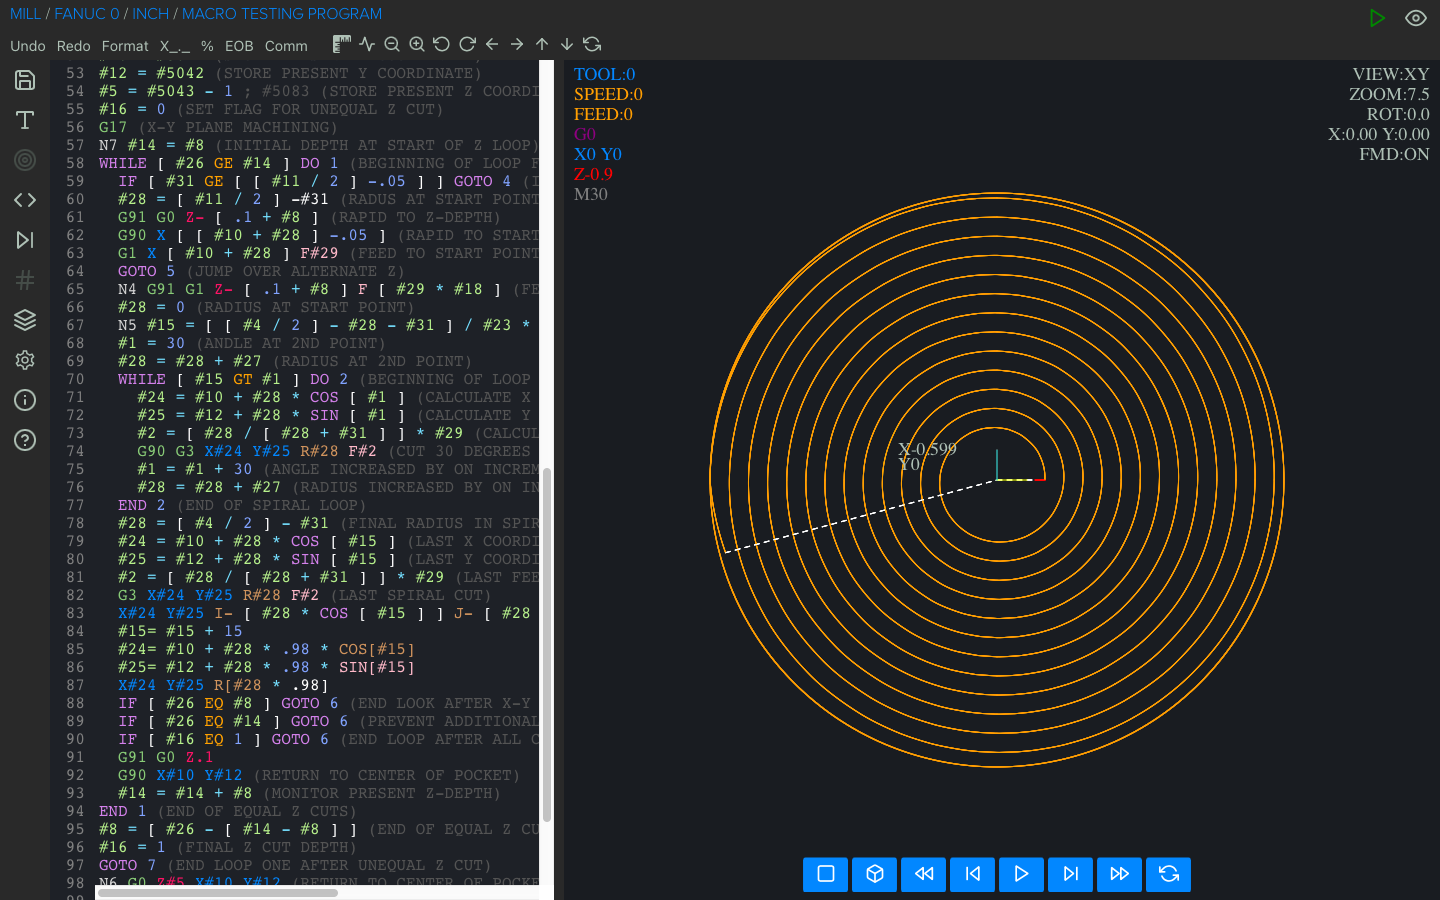 MILL / FANUC 0 / INCH / MACRO TESTING PROGRAM
Undo Redo Format X_._ % EOB Comm
53 #12 = #5042 (STORE PRESENT Y COORDINATE)
54 #5 = #5043 - 1 ; #5083 (STORE PRESENT Z COORDI
55 #16 = 0 (SET FLAG FOR UNEQUAL Z CUT)
56 G17 (X-Y PLANE MACHINING)
57 N7 #14 = #8 (INITIAL DEPTH AT START OF Z LOOP)
58 WHILE [ #26 GE #14 ] DO 1 (BEGINNING OF LOOP F
59 IF [ #31 GE [ [ #11 / 2 ] -.05 ] ] GOTO 4 (I
60 #28 = [ #11 / 2 ] -#31 (RADUS AT START POINT
61 G91 G0 Z- [ .1 + #8 ] (RAPID TO Z-DEPTH)
62 G90 X [ [ #10 + #28 ] -.05 ] (RAPID TO START
63 G1 X [ #10 + #28 ] F#29 (FEED TO START POINT
64 GOTO 5 (JUMP OVER ALTERNATE Z)
65 N4 G91 G1 Z- [ .1 + #8 ] F [ #29 * #18 ] (FE
66 #28 = 0 (RADIUS AT START POINT)
67 N5 #15 = [ [ #4 / 2 ] - #28 - #31 ] / #23 *
68 #1 = 30 (ANGLE AT 2ND POINT)
69 #28 = #28 + #27 (RADIUS AT 2ND POINT)
70 WHILE [ #15 GT #1 ] DO 2 (BEGINNING OF LOOP
71 #24 = #10 + #28 * COS [ #1 ] (CALCULATE X
72 #25 = #12 + #28 * SIN [ #1 ] (CALCULATE Y
73 #2 = [ #28 / [ #28 + #31 ] ] * #29 (CALCUL
74 G90 G3 X#24 Y#25 R#28 F#2 (CUT 30 DEGREES
75 #1 = #1 + 30 (ANGLE INCREASED BY ON INCREM
76 #28 = #28 + #27 (RADIUS INCREASED BY ON IN
77 END 2 (END OF SPIRAL LOOP)
78 #28 = [ #4 / 2 ] - #31 (FINAL RADIUS IN SPIR
79 #24 = #10 + #28 * COS [ #15 ] (LAST X COORDI
80 #25 = #12 + #28 * SIN [ #15 ] (LAST Y COORDI
81 #2 = [ #28 / [ #28 + #31 ] ] * #29 (LAST FEE
82 G3 X#24 Y#25 R#28 F#2 (LAST SPIRAL CUT)
83 X#24 Y#25 I- [ #28 * COS [ #15 ] ] J- [ #28
84 #15= #15 + 15
85 #24= #10 + #28 * .98 * COS[#15]
86 #25= #12 + #28 * .98 * SIN[#15]
87 X#24 Y#25 R[#28 * .98]
88 IF [ #26 EQ #8 ] GOTO 6 (END LOOK AFTER X-Y
89 IF [ #26 EQ #14 ] GOTO 6 (PREVENT ADDITIONAL
90 IF [ #16 EQ 1 ] GOTO 6 (END LOOP AFTER ALL C
91 G91 G0 Z.1
92 G90 X#10 Y#12 (RETURN TO CENTER OF POCKET)
93 #14 = #14 + #8 (MONITOR PRESENT Z-DEPTH)
94 END 1 (END OF EQUAL Z CUTS)
95 #8 = [ #26 - [ #14 - #8 ] ] (END OF EQUAL Z CU
96 #16 = 1 (FINAL Z CUT DEPTH)
97 GOTO 7 (END LOOP ONE AFTER UNEQUAL Z CUT)
98 N6 G0 Z#5 X#10 Y#12 (RETURN TO CENTER OF POCKE
TOOL:0
SPEED:0
FEED:0
G0
X0 Y0
Z-0.9
M30
VIEW:XY
ZOOM:7.5
ROT:0.0
X:0.00 Y:0.00
FMD:ON
X-0.599
Y0